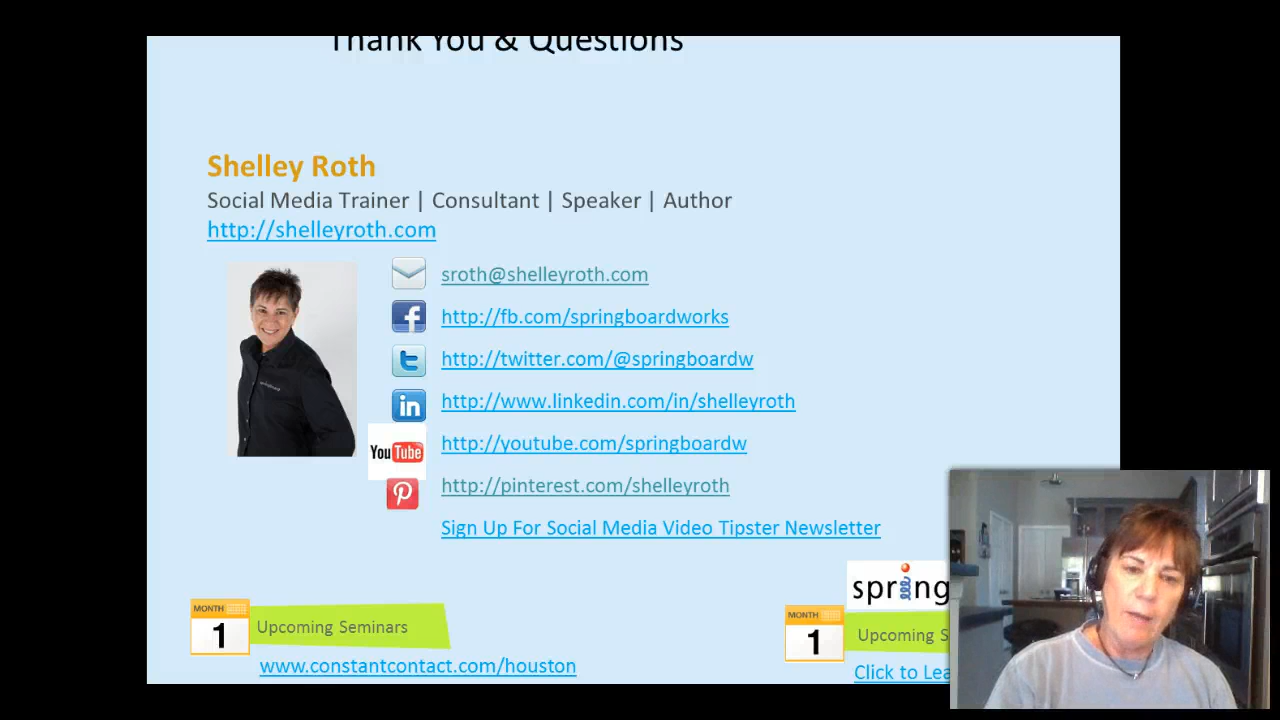 Thank You & Questions
Shelley Roth
Social Media Trainer | Consultant | Speaker | Author
http://shelleyroth.com
sroth@shelleyroth.com
http://fb.com/springboardworks
http://twitter.com/@springboardw
http://www.linkedin.com/in/shelleyroth
You Tube http://youtube.com/springboardw
http://pinterest.com/shelleyroth
Sign Up For Social Media Video Tipster Newsletter
spring
MONTH
1
Upcoming Seminars
www.constantcontact.com/houston
MONTH
1
Upcoming S
Click to Lea